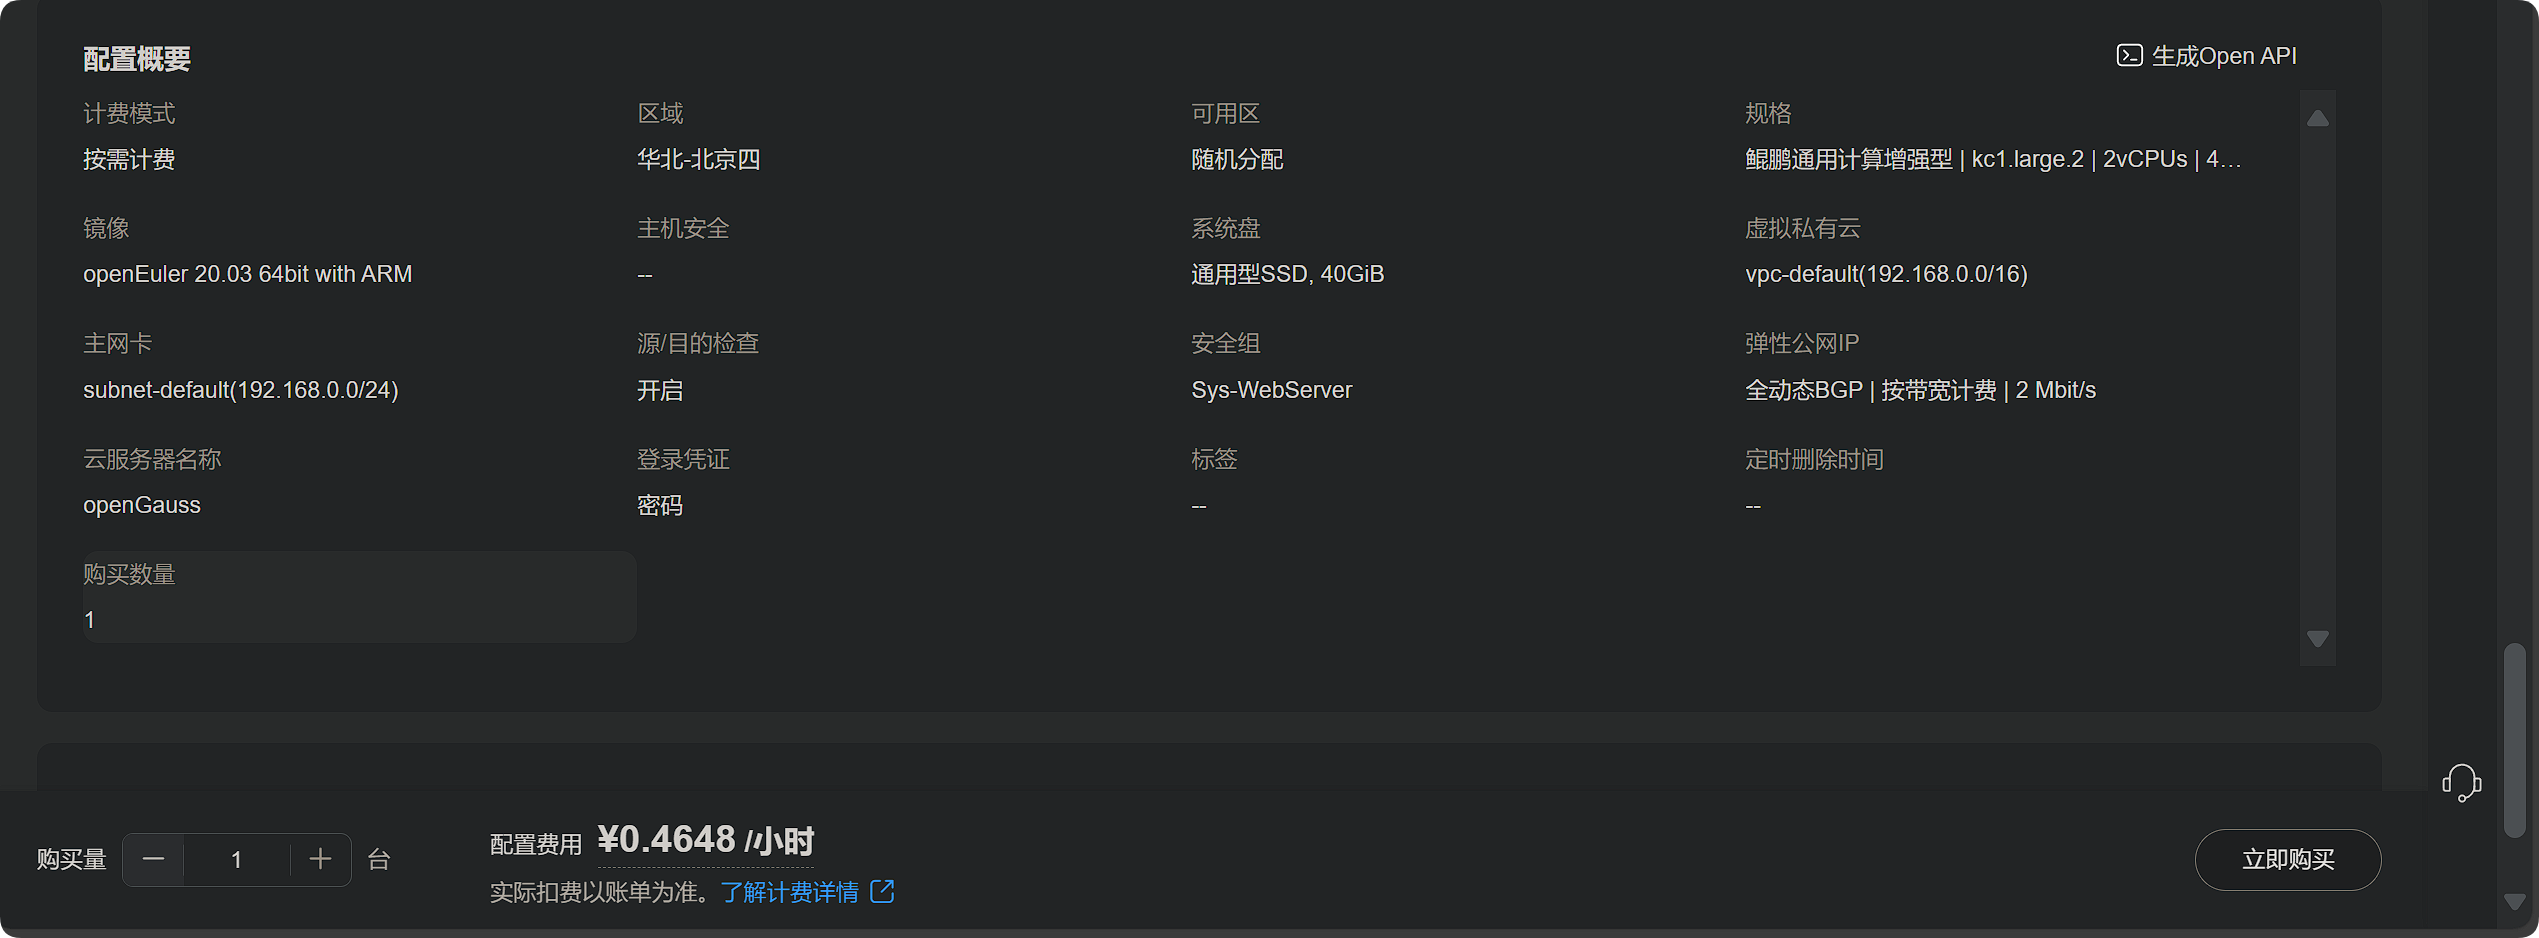 配置概要
生成Open API
计费模式
按需计费
区域
华北-北京四
可用区
随机分配
规格
鲲鹏通用计算增强型 | kc1.large.2 | 2vCPUs | 4...
镜像
openEuler 20.03 64bit with ARM
主机安全
--
系统盘
通用型SSD, 40GiB
虚拟私有云
vpc-default(192.168.0.0/16)
主网卡
subnet-default(192.168.0.0/24)
源/目的检查
开启
安全组
Sys-WebServer
弹性公网IP
全动态BGP | 按带宽计费 | 2 Mbit/s
云服务器名称
openGauss
登录凭证
密码
标签
--
定时删除时间
--
购买数量
1
购买量
1
台
配置费用 ¥0.4648 /小时
实际扣费以账单为准。了解计费详情
立即购买